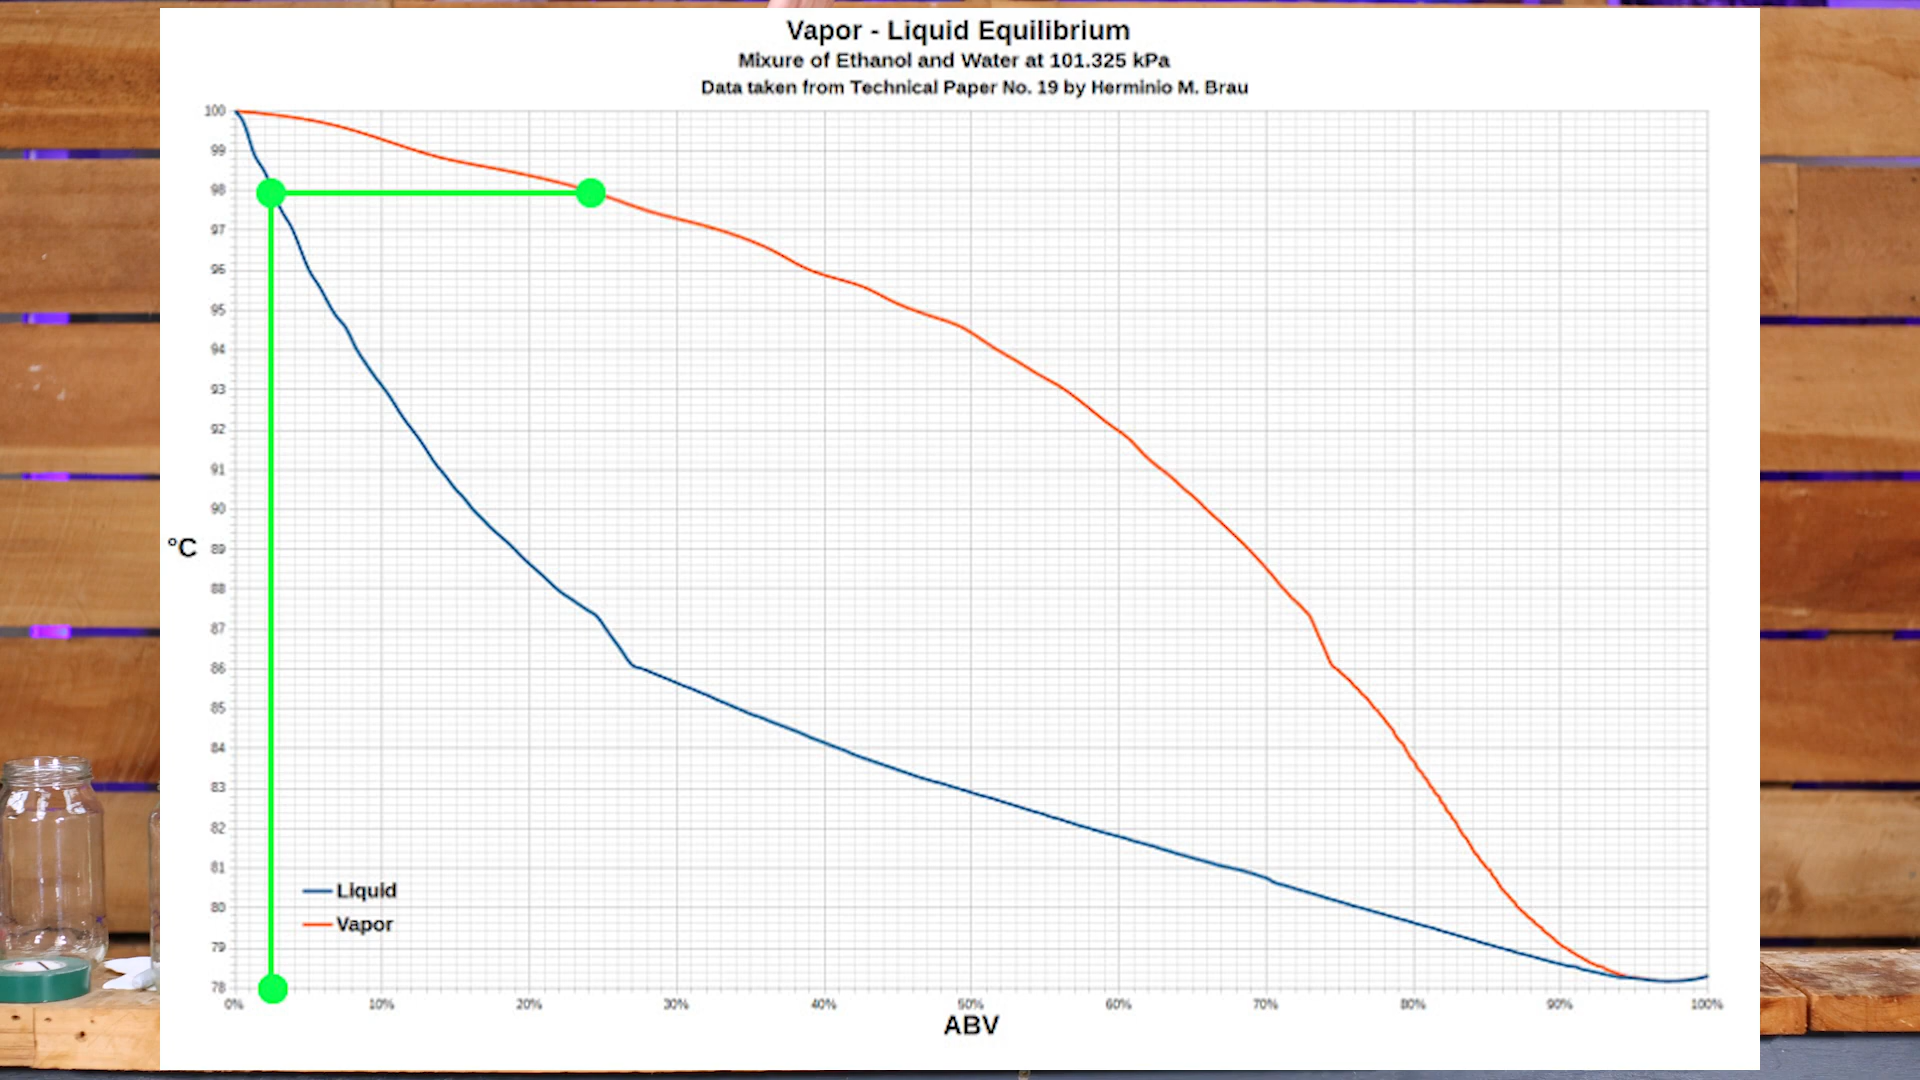 Vapor - Liquid Equilibrium
Mixure of Ethanol and Water at 101.325 kPa
Data taken from Technical Paper No. 19 by Herminio M. Brau
100
99
98
97
96
95
94
93
92
91
90
°C 89
88
87
86
85
84
83
82
81
Liquid
80
Vapor
79
78
0% 10% 20% 30% 40% 50% 60% 70% 80% 90% 100%
ABV